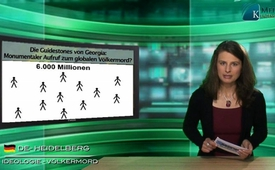 Die Guidestones von Georgia:
Monumentaler Aufruf zum globalen Völkermord?
6.000 Millionen
DE-HEIDELBERG
IDEOLOGIE-VÖLKERMORD